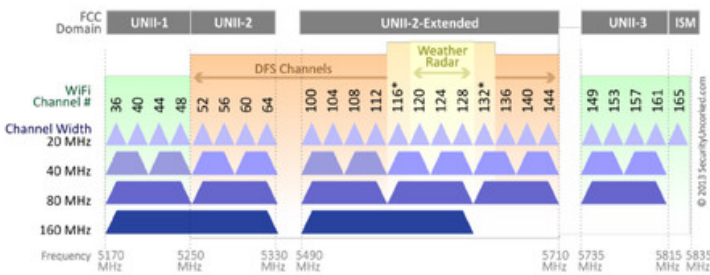 FCC Domain UNII-1 UNII-2 UNII-2-Extended UNII-3 ISM
Weather
Radar
DFS Channels
WiFi
Channel # 36 40 44 48 52 56 60 64 100 104 108 112 116* 120 124 128 132* 136 140 144 149 153 157 161 165
Channel Width
20 MHz
40 MHz
80 MHz
160 MHz
Frequency 5170 MHz 5250 MHz 5330 MHz 5490 MHz 5710 MHz 5735 MHz 5815 MHz 5835 MHz
© 2013 SecurityUncorked.com